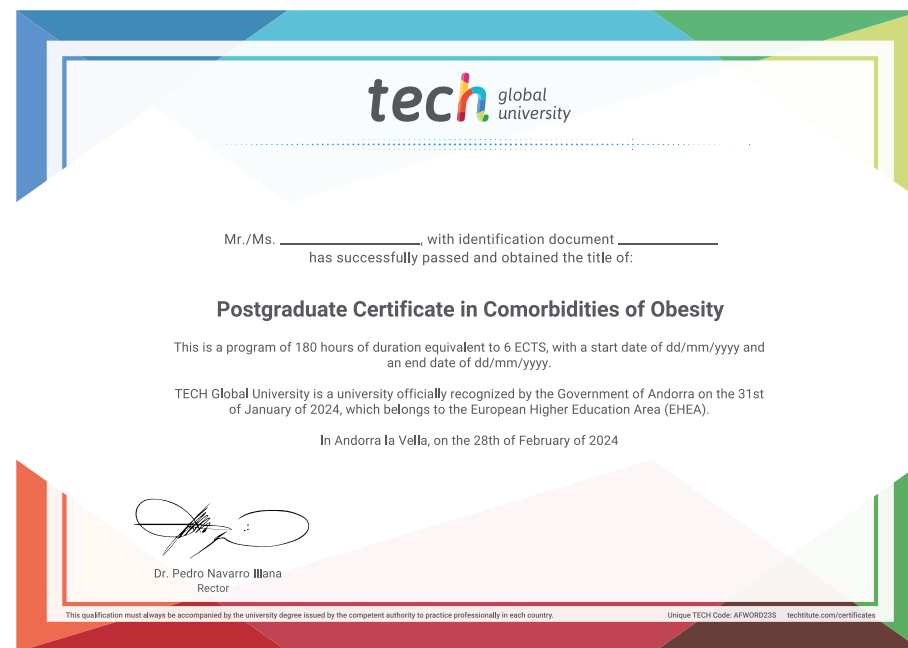 tech global university
Mr./Ms. ____________, with identification document ____________
has successfully passed and obtained the title of:
Postgraduate Certificate in Comorbidities of Obesity
This is a program of 180 hours of duration equivalent to 6 ECTS, with a start date of dd/mm/yyyy and
an end date of dd/mm/yyyy.
TECH Global University is a university officially recognized by the Government of Andorra on the 31st
of January of 2024, which belongs to the European Higher Education Area (EHEA).
In Andorra la Vella, on the 28th of February of 2024
Dr. Pedro Navarro Illana
Rector
This qualification must always be accompanied by the university degree issued by the competent authority to practice professionally in each country.
Unique TECH Code: AFWORD23S techtitute.com/certificates